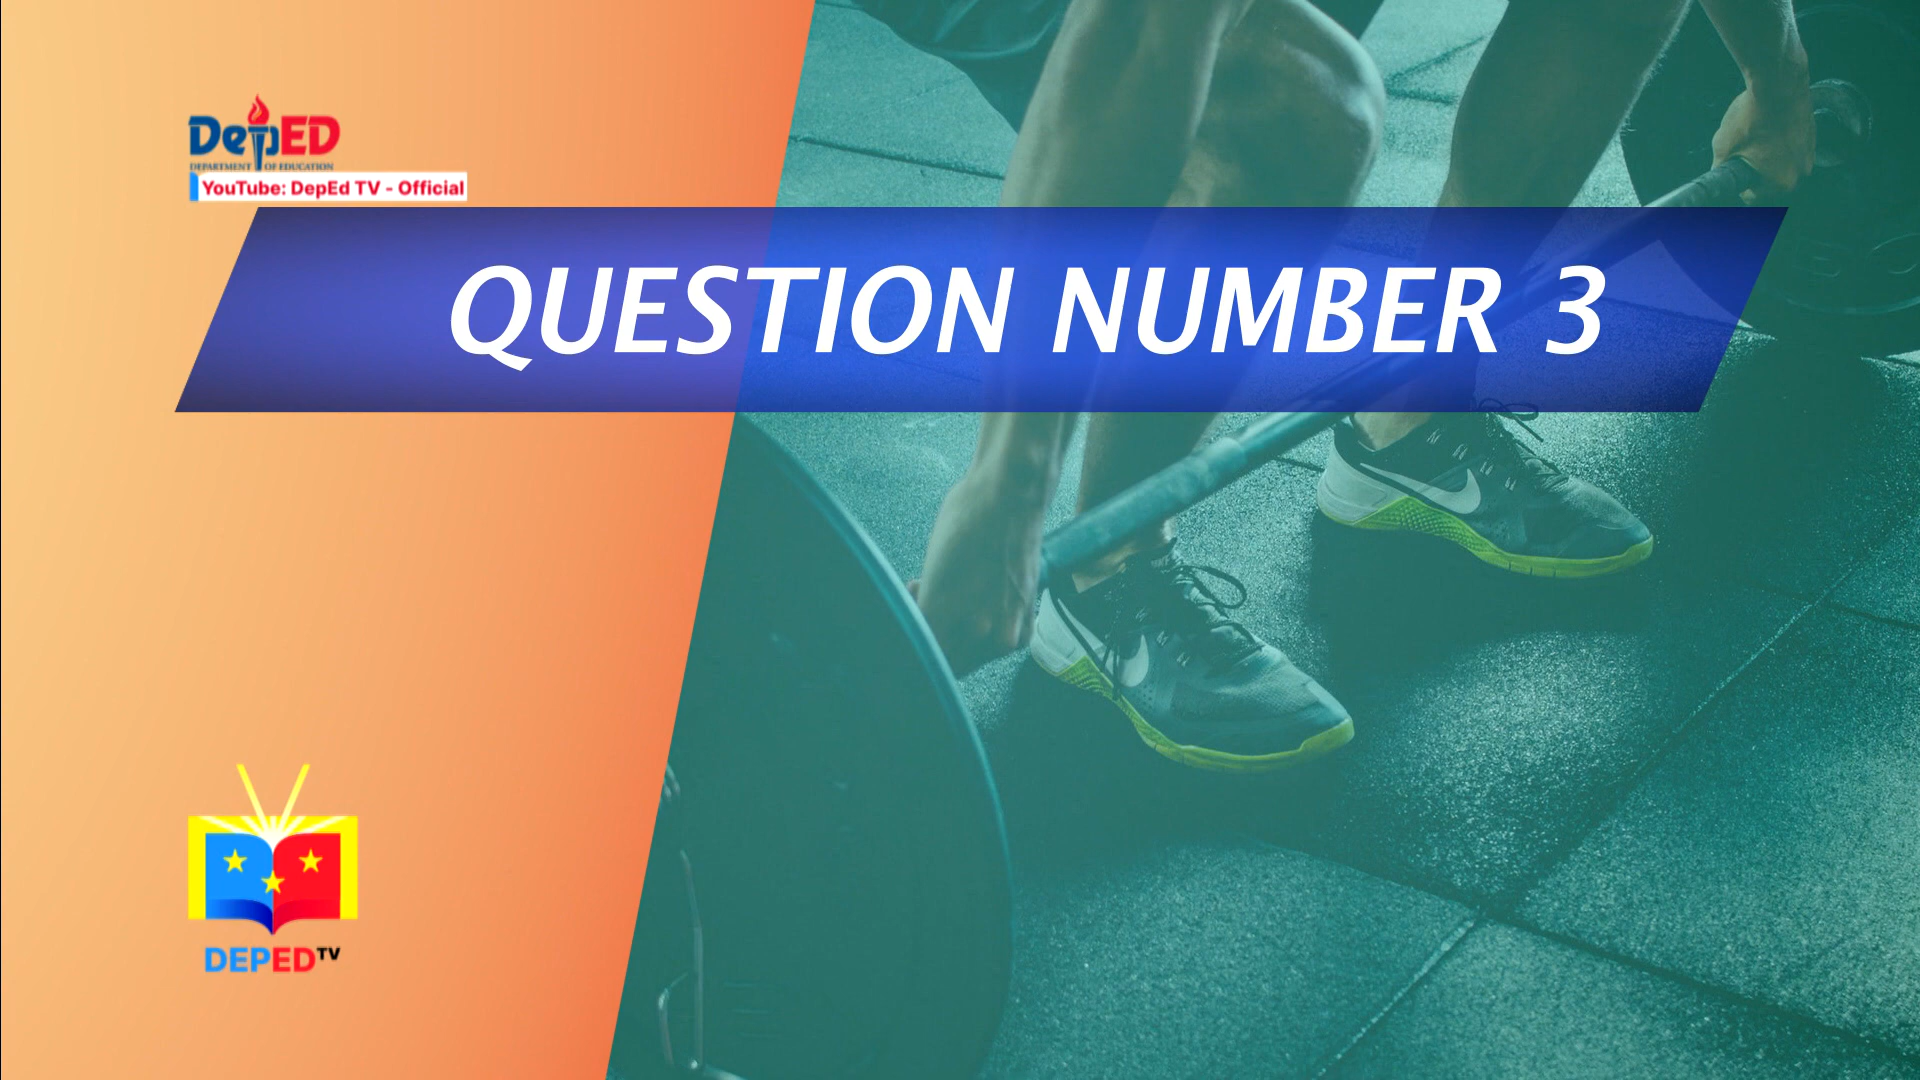 DepED
DEPARTMENT OF EDUCATION
YouTube: DepEd TV - Official
QUESTION NUMBER 3
DEPED TV